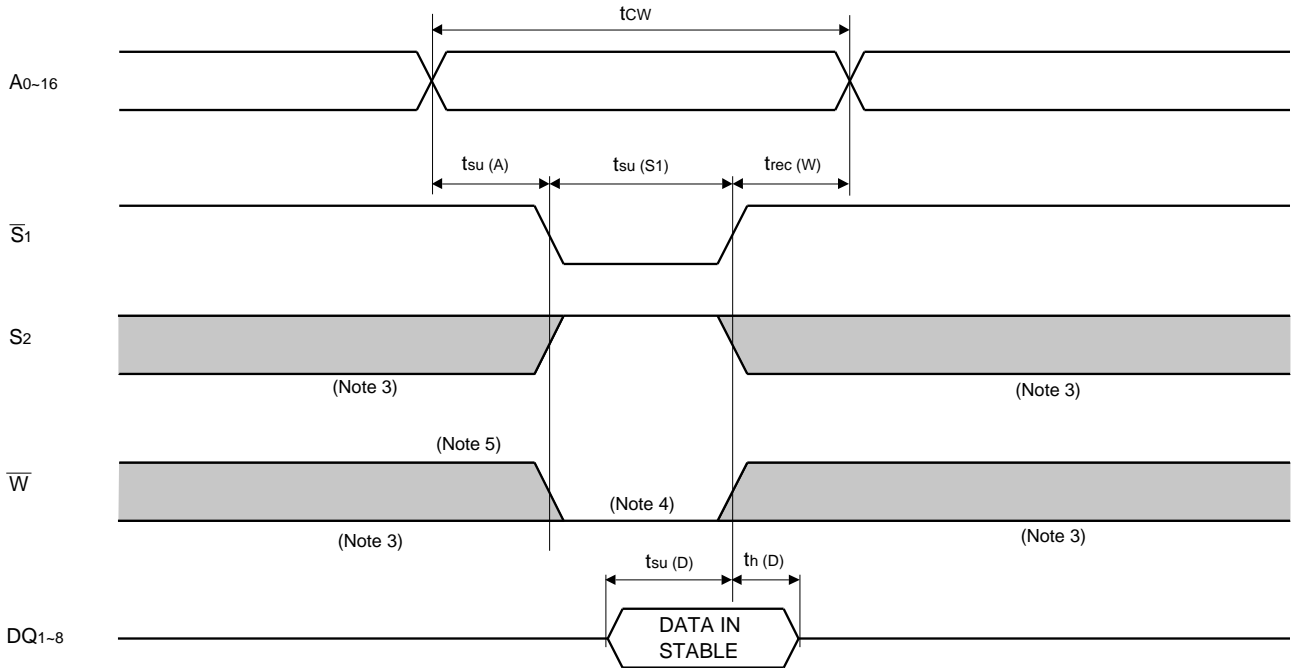 tCW
A0~16
tsu (A) tsu (S1) trec (W)
S̅1
S2
(Note 3) (Note 3)
(Note 5)
W̅
(Note 4)
(Note 3) (Note 3)
tsu (D) th (D)
DQ1~8
DATA IN
STABLE